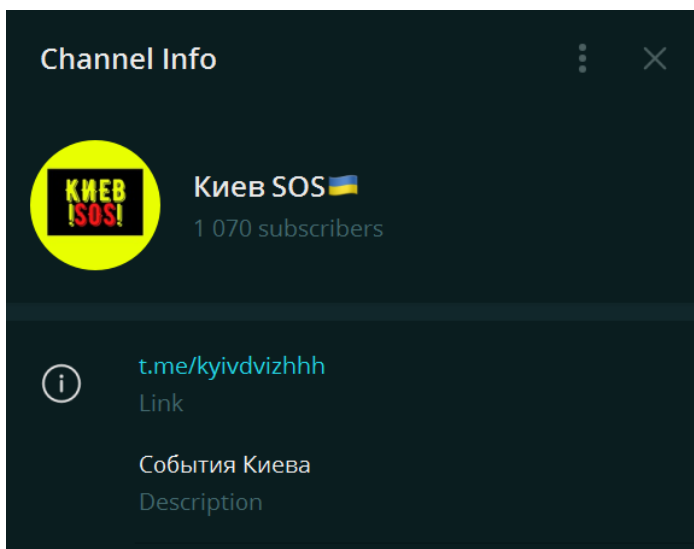 Channel Info
КИЕВ
!SOS!
Киев SOS🇺🇦
1 070 subscribers
t.me/kyivdvizhhh
Link
События Киева
Description